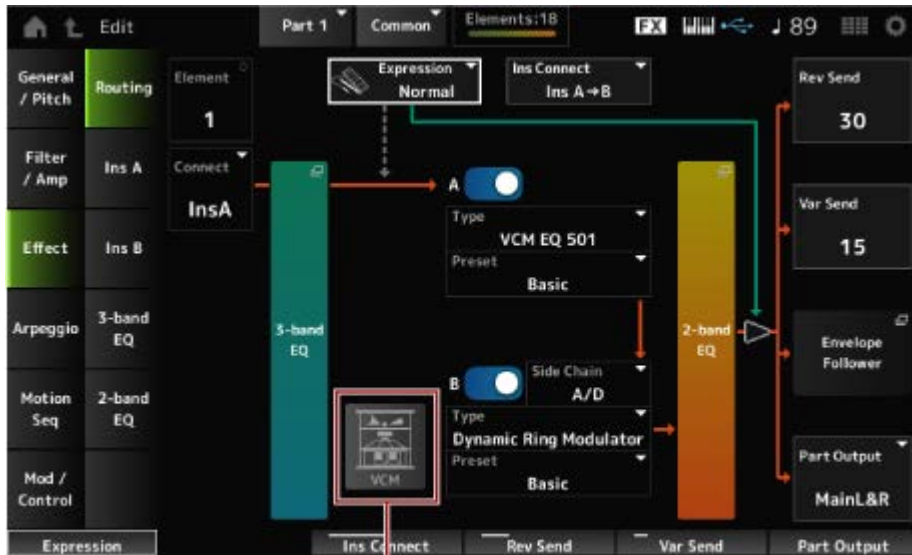 Edit
Part 1
Common
Elements:18
FX
89
General
/ Pitch
Filter
/ Amp
Effect
Arpeggio
Motion
Seq
Mod /
Control
Routing
Ins A
Ins B
3-band
EQ
2-band
EQ
Element
1
Connect
InsA
Expression
Normal
Ins Connect
Ins A→B
3-band
EQ
A
Type
VCM EQ 501
Preset
Basic
B
Side Chain
A/D
Type
Dynamic Ring Modulator
Preset
Basic
VCM
2-band
EQ
Rev Send
30
Var Send
15
Envelope
Follower
Part Output
MainL&R
Expression
Ins Connect
Rev Send
Var Send
Part Output